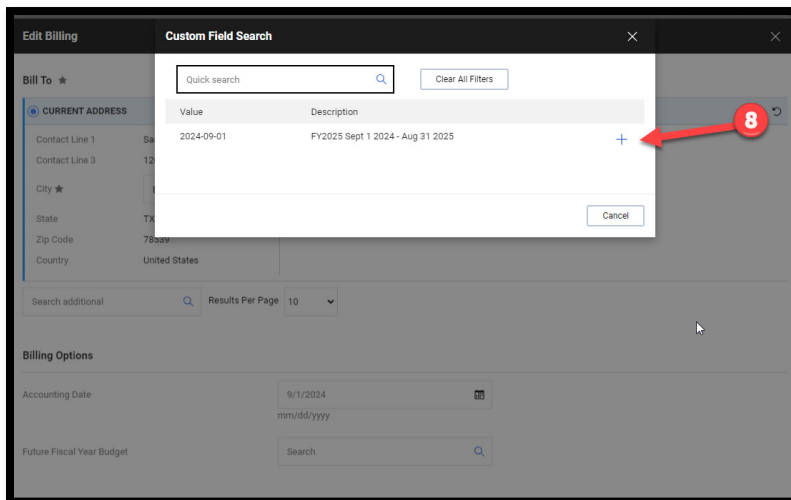 Edit Billing
Custom Field Search
Bill To
Quick search
Clear All Filters
CURRENT ADDRESS
Value Description
8
Contact Line 1
2024-09-01 FY2025 Sept 1 2024 - Aug 31 2025
Contact Line 3
City
State TX
Cancel
Zip Code 78539
Country United States
Search additional Results Per Page 10
Billing Options
Accounting Date 9/1/2024
mm/dd/yyyy
Future Fiscal Year Budget Search